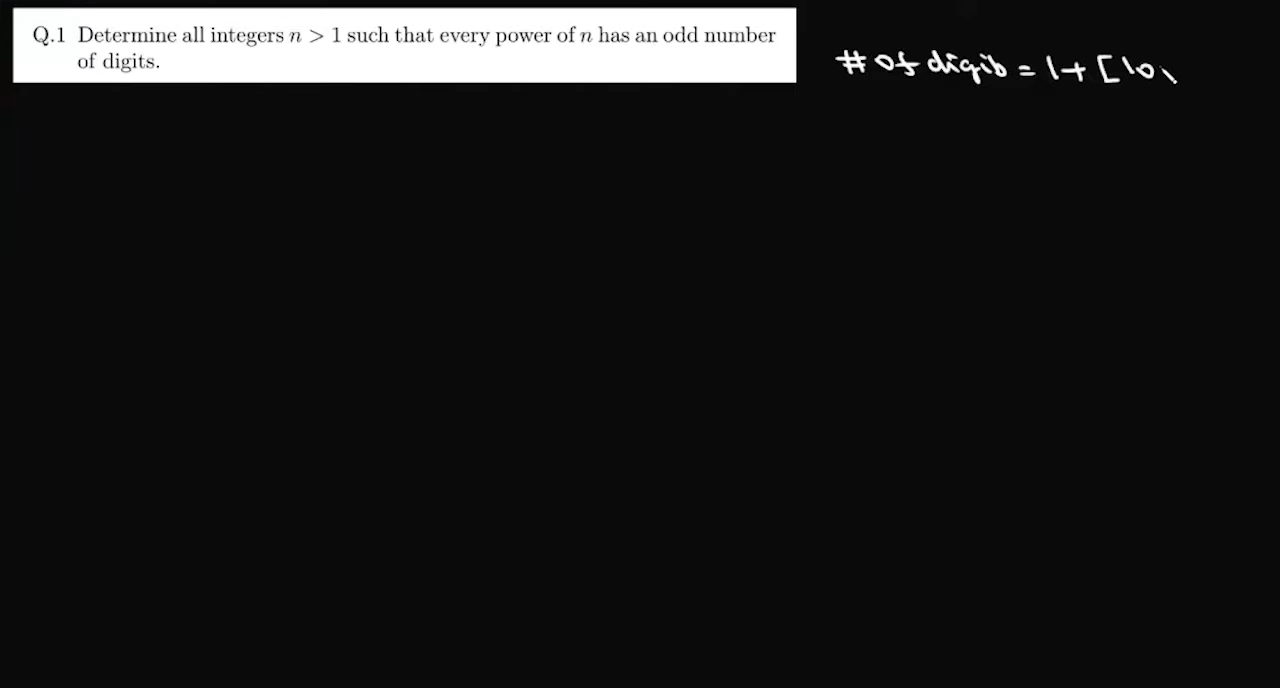 Q.1 Determine all integers n > 1 such that every power of n has an odd number
of digits.
# of digits = 1 + [ lo